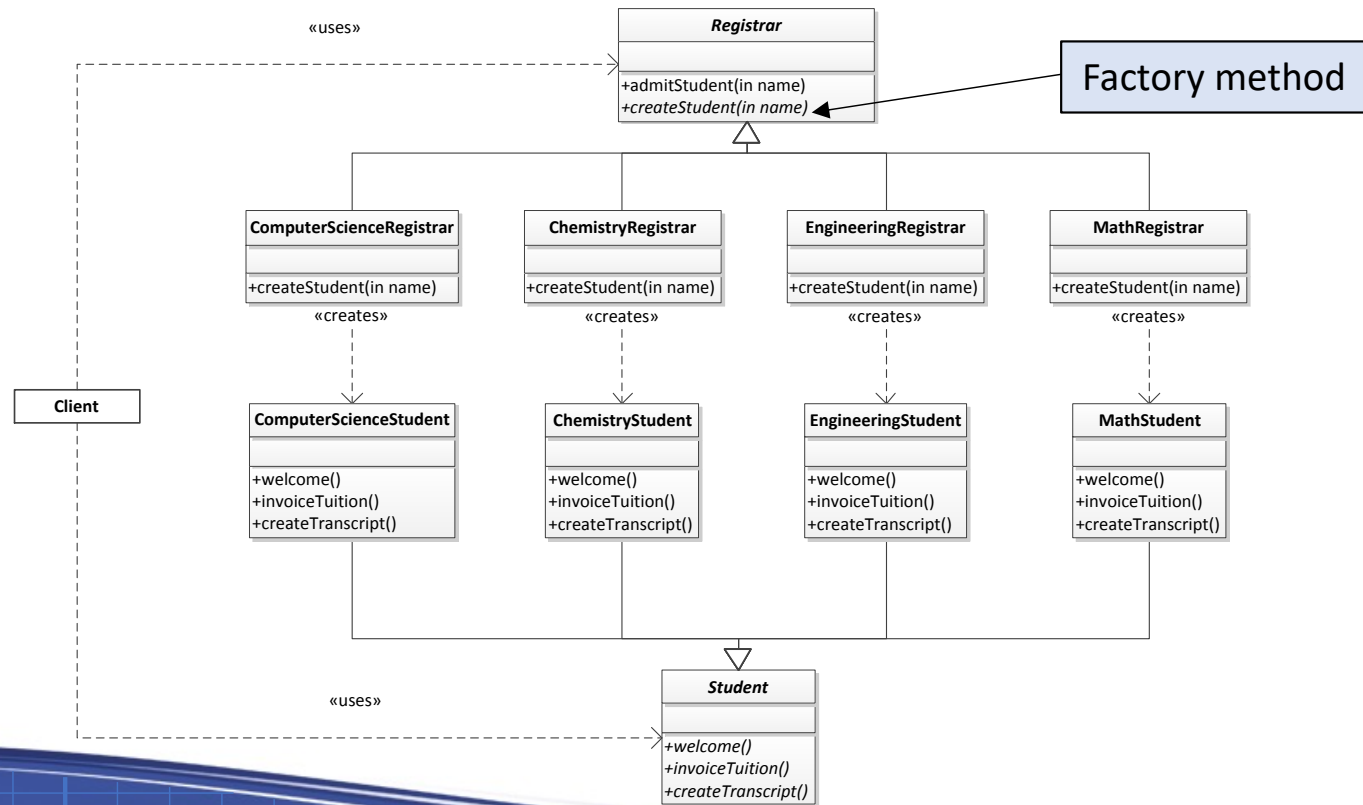 «uses»
Registrar
+admitStudent(in name)
+createStudent(in name)
Factory method
ComputerScienceRegistrar
+createStudent(in name)
ChemistryRegistrar
+createStudent(in name)
EngineeringRegistrar
+createStudent(in name)
MathRegistrar
+createStudent(in name)
«creates»
«creates»
«creates»
«creates»
Client
ComputerScienceStudent
+welcome()
+invoiceTuition()
+createTranscript()
ChemistryStudent
+welcome()
+invoiceTuition()
+createTranscript()
EngineeringStudent
+welcome()
+invoiceTuition()
+createTranscript()
MathStudent
+welcome()
+invoiceTuition()
+createTranscript()
«uses»
Student
+welcome()
+invoiceTuition()
+createTranscript()